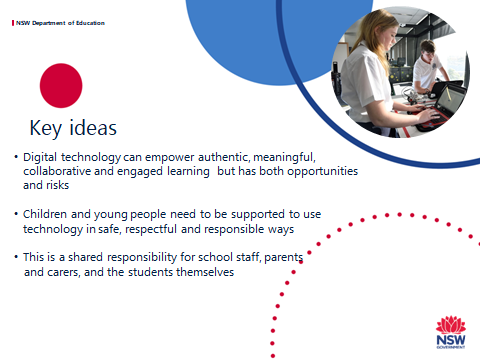 NSW Department of Education
Key ideas
• Digital technology can empower authentic, meaningful,
collaborative and engaged learning but has both opportunities
and risks
• Children and young people need to be supported to use
technology in safe, respectful and responsible ways
• This is a shared responsibility for school staff, parents
and carers, and the students themselves
NSW
GOVERNMENT